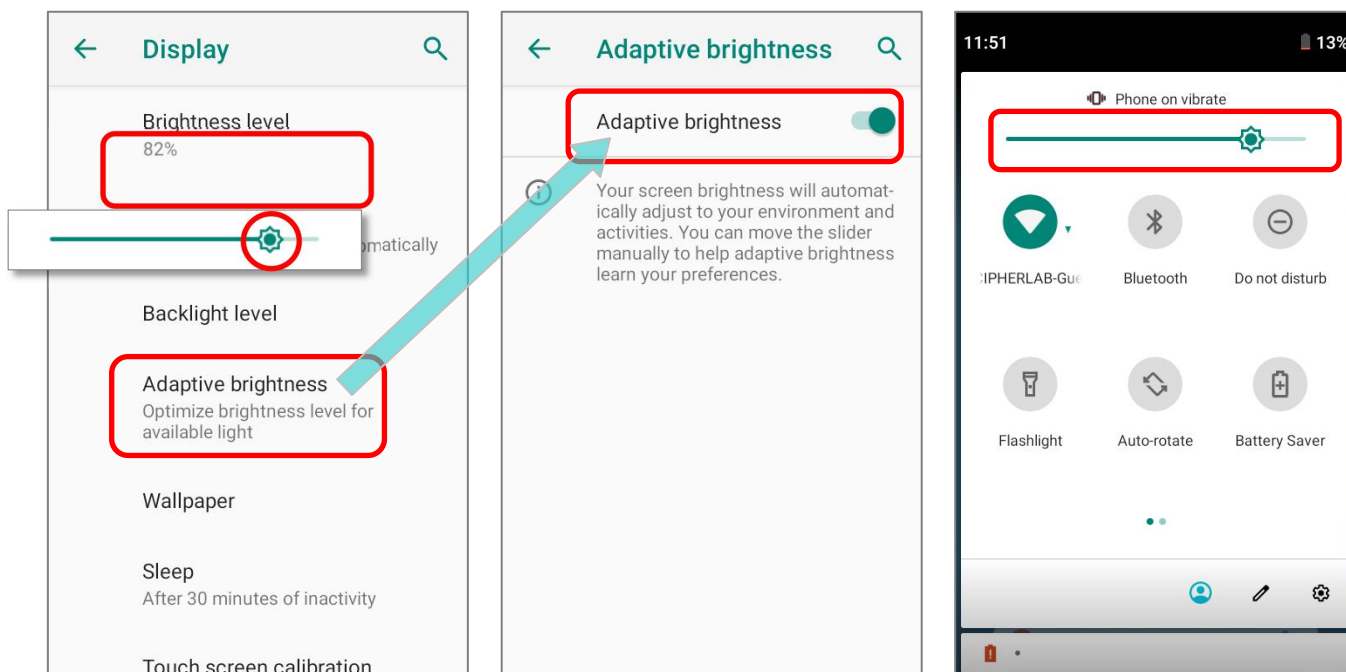 Display
Brightness level
82%
omatically
Backlight level
Adaptive brightness
Optimize brightness level for
available light
Wallpaper
Sleep
After 30 minutes of inactivity
Touch screen calibration
Adaptive brightness
Adaptive brightness
Your screen brightness will automat-
ically adjust to your environment and
activities. You can move the slider
manually to help adaptive brightness
learn your preferences.
11:51
13%
Phone on vibrate
CIPHERLAB-Gue
Bluetooth
Do not disturb
Flashlight
Auto-rotate
Battery Saver